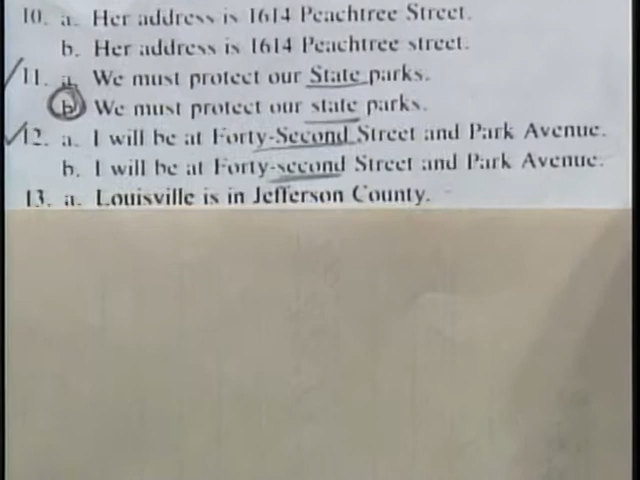 10. a. Her address is 1614 Peachtree Street.
b. Her address is 1614 Peachtree street.
11. a. We must protect our State parks.
b. We must protect our state parks.
12. a. I will be at Forty-Second Street and Park Avenue.
b. I will be at Forty-second Street and Park Avenue.
13. a. Louisville is in Jefferson County.